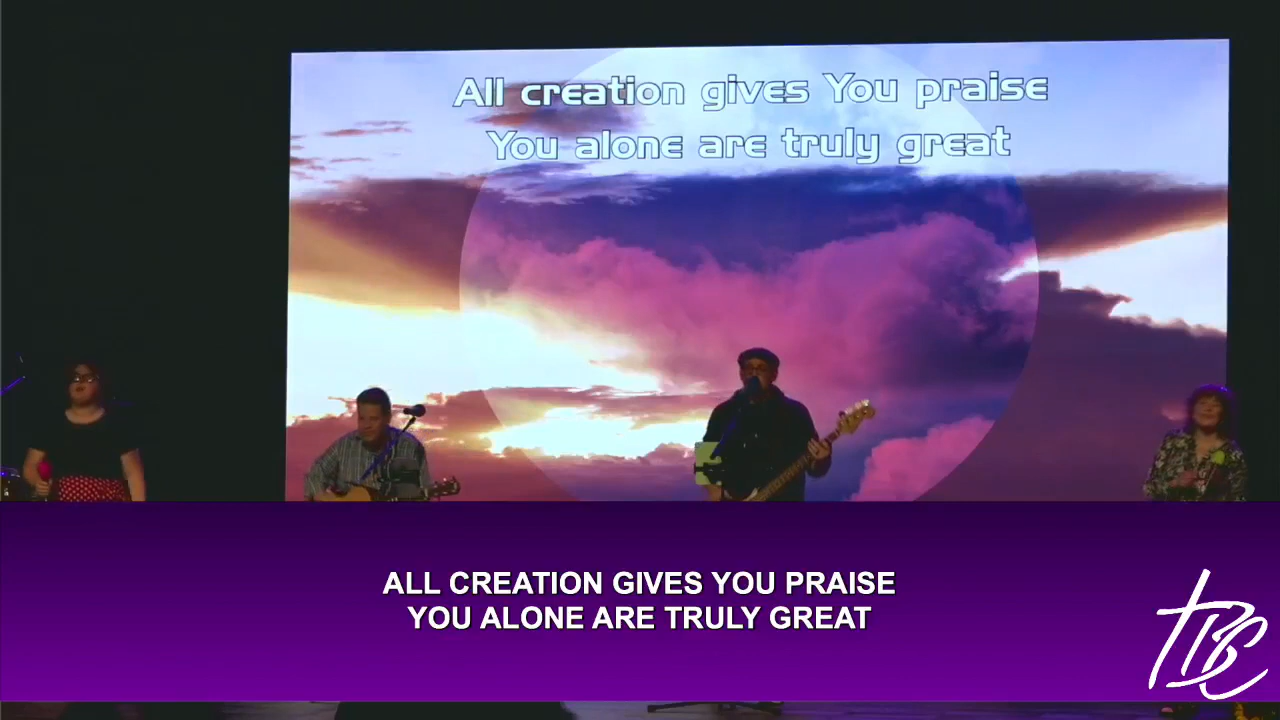 All creation gives You praise
You alone are truly great
ALL CREATION GIVES YOU PRAISE
YOU ALONE ARE TRULY GREAT
TBC